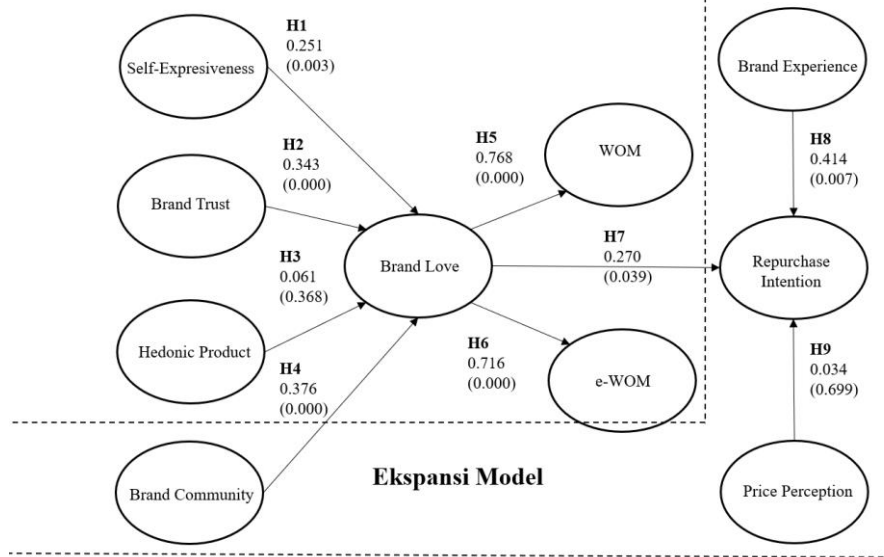 H1
0.251
(0.003)
Self-Expresiveness
Brand Experience
H2
0.343
(0.000)
Brand Trust
H5
0.768
(0.000)
WOM
H8
0.414
(0.007)
H3
0.061
(0.368)
Brand Love
H7
0.270
(0.039)
Repurchase
Intention
Hedonic Product
H4
0.376
(0.000)
H6
0.716
(0.000)
e-WOM
H9
0.034
(0.699)
Brand Community
Ekspansi Model
Price Perception